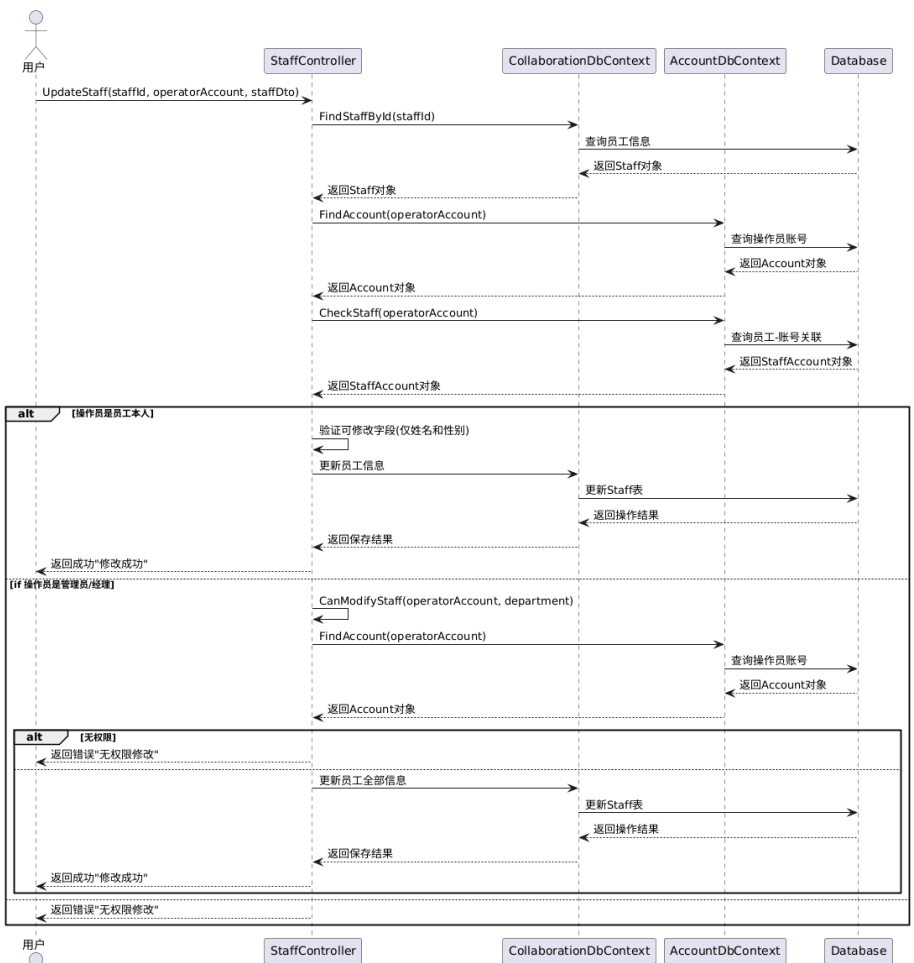 用户
StaffController
CollaborationDbContext
AccountDbContext
Database
UpdateStaff(staffId, operatorAccount, staffDto)
FindStaffById(staffId)
查询员工信息
返回Staff对象
返回Staff对象
FindAccount(operatorAccount)
查询操作员账号
返回Account对象
返回Account对象
CheckStaff(operatorAccount)
查询员工-账号关联
返回StaffAccount对象
返回StaffAccount对象
alt [操作员是员工本人]
验证可修改字段(仅姓名和性别)
更新员工信息
更新Staff表
返回操作结果
返回保存结果
返回成功"修改成功"
[if 操作员是管理员/经理]
CanModifyStaff(operatorAccount, department)
FindAccount(operatorAccount)
查询操作员账号
返回Account对象
返回Account对象
alt [无权限]
返回错误"无权限修改"
更新员工全部信息
更新Staff表
返回操作结果
返回保存结果
返回成功"修改成功"
返回错误"无权限修改"
用户
StaffController
CollaborationDbContext
AccountDbContext
Database